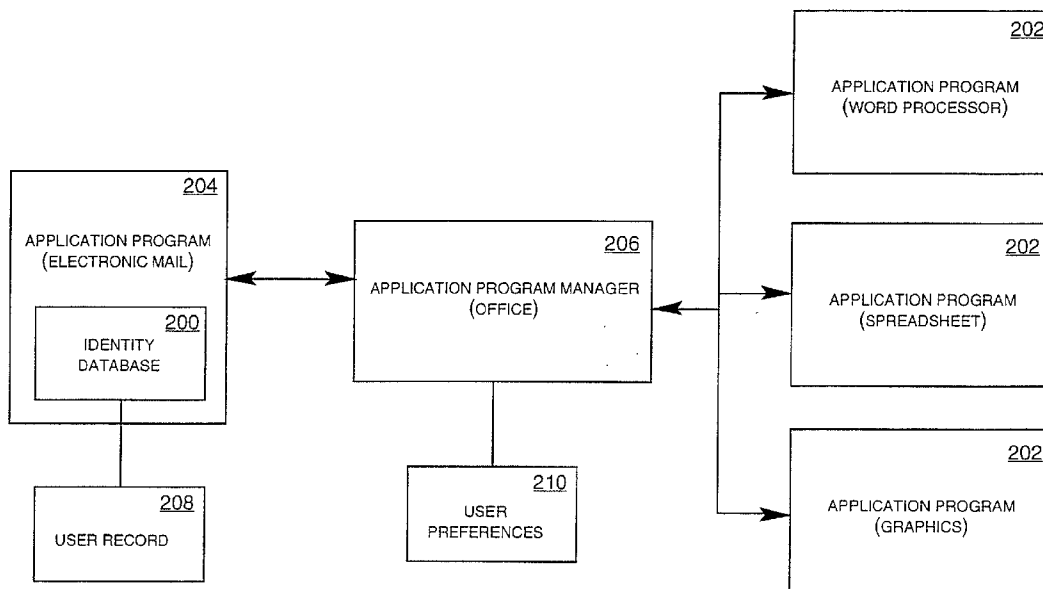 204
APPLICATION PROGRAM
(ELECTRONIC MAIL)
200
IDENTITY
DATABASE
208
USER RECORD
206
APPLICATION PROGRAM MANAGER
(OFFICE)
210
USER
PREFERENCES
202
APPLICATION PROGRAM
(WORD PROCESSOR)
202
APPLICATION PROGRAM
(SPREADSHEET)
202
APPLICATION PROGRAM
(GRAPHICS)